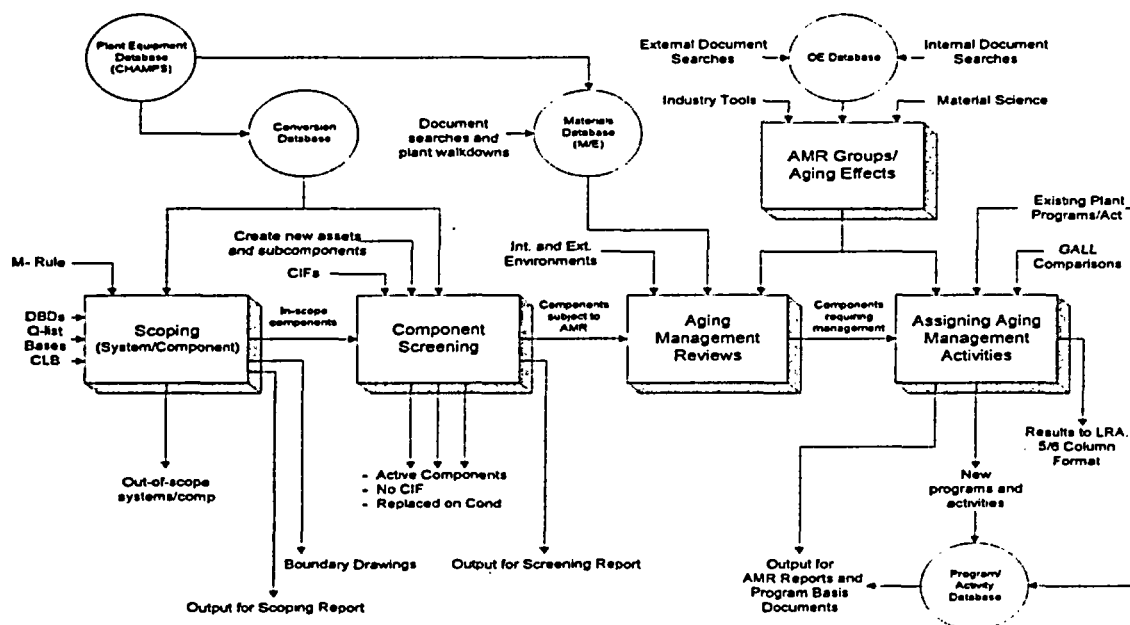 Plant Equipment
Database
(CHAMPS)
External Document
Searches
OE Database
Internal Document
Searches
Industry Tools
Material Science
Conversion
Database
Document
searches and
plant walkdowns
Materials
Database
(M/E)
AMR Groups/
Aging Effects
Existing Plant
Programs/Act
GALL
Comparisons
Create new assets
and subcomponents
CIFs
Int. and Ext.
Environments
M- Rule
DBDs
Q-list
Bases
CLB
Scoping
(System/Component)
In-scope
components
Component
Screening
Components
subject to
AMR
Aging
Management
Reviews
Components
requiring
management
Assigning Aging
Management
Activities
Out-of-scope
systems/comp
- Active Components
- No CIF
- Replaced on Cond
Results to LRA.
5/6 Column
Format
New
programs and
activities
Boundary Drawings
Output for Screening Report
Output for Scoping Report
Output for
AMR Reports and
Program Basis
Documents
Program/
Activity
Database